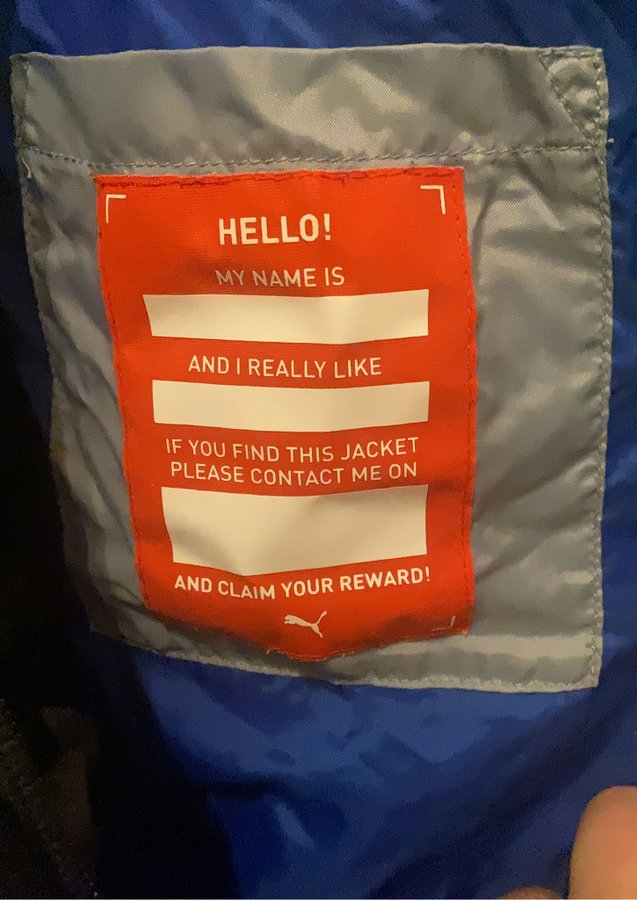 HELLO!
MY NAME IS
AND I REALLY LIKE
IF YOU FIND THIS JACKET
PLEASE CONTACT ME ON
AND CLAIM YOUR REWARD!